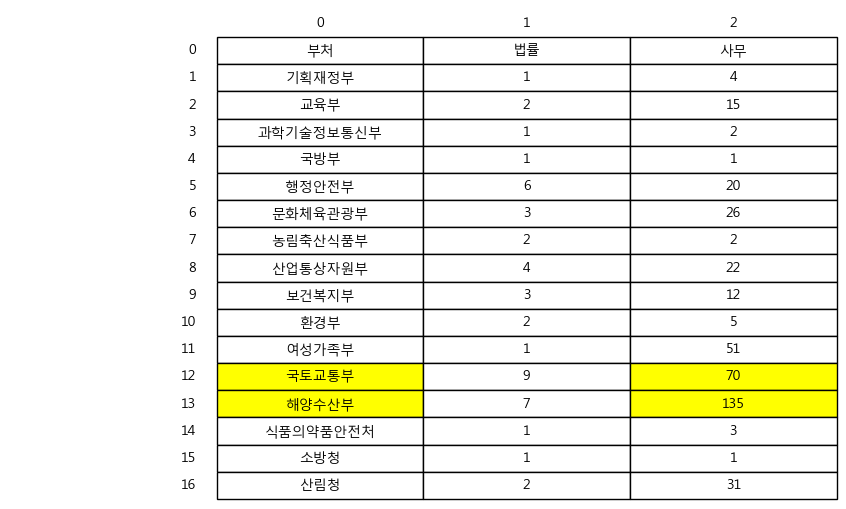 0 1 2
0 부처 법률 사무
1 기획재정부 1 4
2 교육부 2 15
3 과학기술정보통신부 1 2
4 국방부 1 1
5 행정안전부 6 20
6 문화체육관광부 3 26
7 농림축산식품부 2 2
8 산업통상자원부 4 22
9 보건복지부 3 12
10 환경부 2 5
11 여성가족부 1 51
12 국토교통부 9 70
13 해양수산부 7 135
14 식품의약품안전처 1 3
15 소방청 1 1
16 산림청 2 31